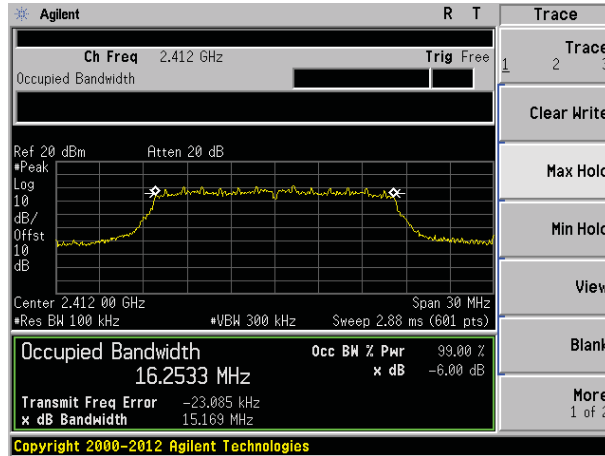 Agilent R T Trace
Ch Freq 2.412 GHz Trig Free
Occupied Bandwidth
Trace
1 2 3
Clear Write
Max Hold
Min Hold
View
Blank
More
1 of 2
Ref 20 dBm Atten 20 dB
#Peak
Log
10
dB/
Offst
10
dB
Center 2.412 00 GHz Span 30 MHz
#Res BW 100 kHz #VBW 300 kHz Sweep 2.88 ms (601 pts)
Occupied Bandwidth Occ BW % Pwr 99.00 %
16.2533 MHz x dB -6.00 dB
Transmit Freq Error -23.085 kHz
x dB Bandwidth 15.169 MHz
Copyright 2000-2012 Agilent Technologies